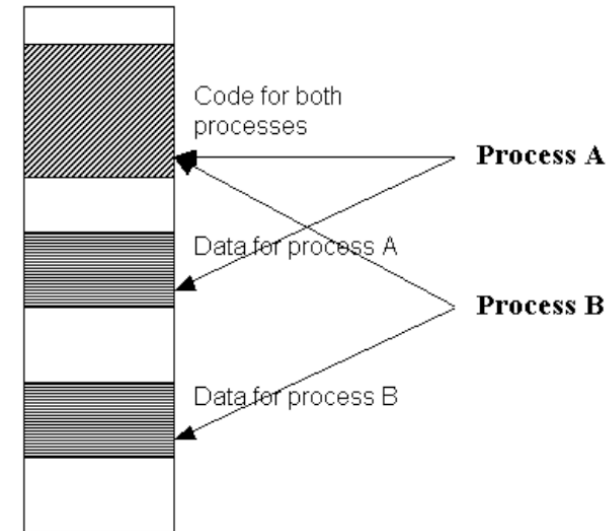 Code for both
processes
Process A
Data for process A
Process B
Data for process B